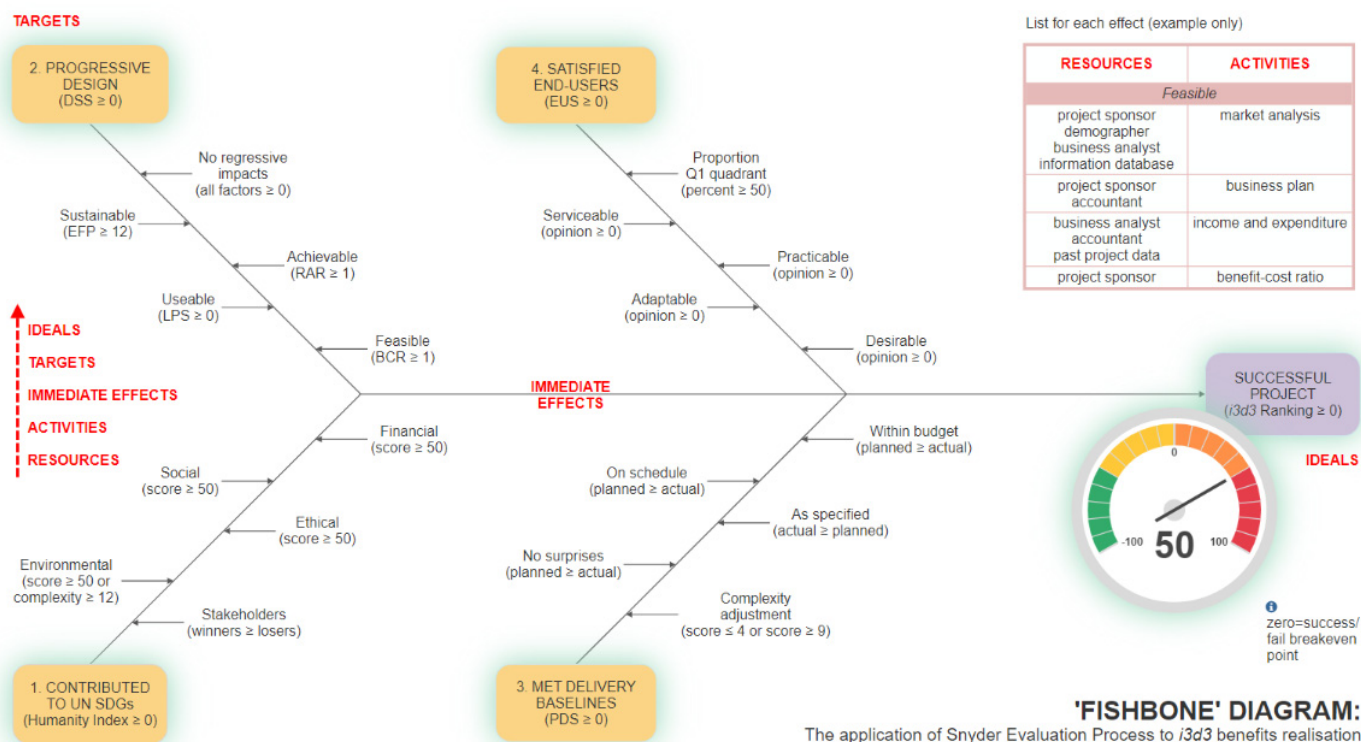 TARGETS
2. PROGRESSIVE
DESIGN
(DSS ≥ 0)
No regressive
impacts
(all factors ≥ 0)
Sustainable
(EFP ≥ 12)
Achievable
(RAR ≥ 1)
Useable
(LPS ≥ 0)
Feasible
(BCR ≥ 1)
4. SATISFIED
END-USERS
(EUS ≥ 0)
Proportion
Q1 quadrant
(percent ≥ 50)
Serviceable
(opinion ≥ 0)
Practicable
(opinion ≥ 0)
Adaptable
(opinion ≥ 0)
Desirable
(opinion ≥ 0)
List for each effect (example only)
RESOURCES ACTIVITIES
Feasible
project sponsor market analysis
demographer
business analyst
information database
project sponsor business plan
accountant
business analyst income and expenditure
accountant
past project data
project sponsor benefit-cost ratio
IDEALS
TARGETS
IMMEDIATE EFFECTS
ACTIVITIES
RESOURCES
IMMEDIATE
EFFECTS
SUCCESSFUL
PROJECT
(i3d3 Ranking ≥ 0)
IDEALS
0
-100 50 100
zero=success/
fail breakeven
point
Financial
(score ≥ 50)
Social
(score ≥ 50)
Ethical
(score ≥ 50)
Environmental
(score ≥ 50 or
complexity ≥ 12)
Stakeholders
(winners ≥ losers)
1. CONTRIBUTED
TO UN SDGs
(Humanity Index ≥ 0)
Within budget
(planned ≥ actual)
On schedule
(planned ≥ actual)
As specified
(actual ≥ planned)
No surprises
(planned ≥ actual)
Complexity
adjustment
(score ≤ 4 or score ≥ 9)
3. MET DELIVERY
BASELINES
(PDS ≥ 0)
'FISHBONE' DIAGRAM:
The application of Snyder Evaluation Process to i3d3 benefits realisation